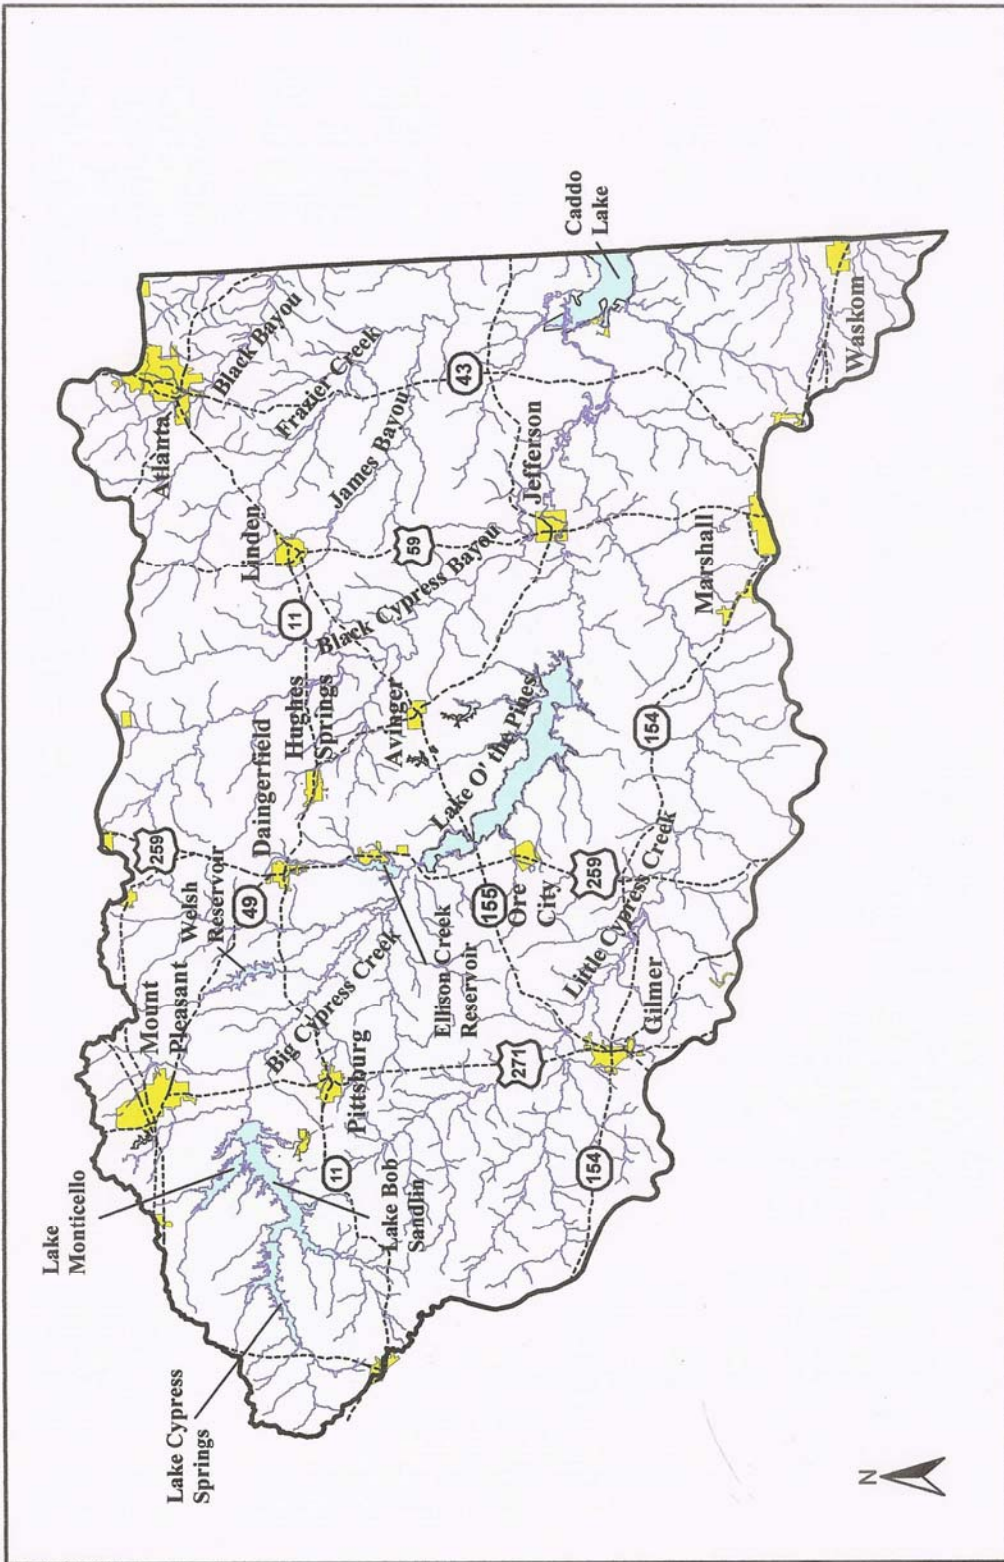 Lake
Monticello
Lake Cypress
Springs
Mount
Pleasant
Welsh
Reservoir
49
259
Daingerfield
Hughes
Springs
11
Linden
Atlanta
Black Bayou
Frazier Creek
James Bayou
59
43
Black Cypress Bayou
Avinger
Big Cypress Creek
Pittsburg
11
Lake Bob
Sandlin
Ellison Creek
Reservoir
Lake O' the Pines
155
Ore
City
259
271
154
Gilmer
Little Cypress Creek
154
Jefferson
Marshall
Caddo
Lake
Waskom
N